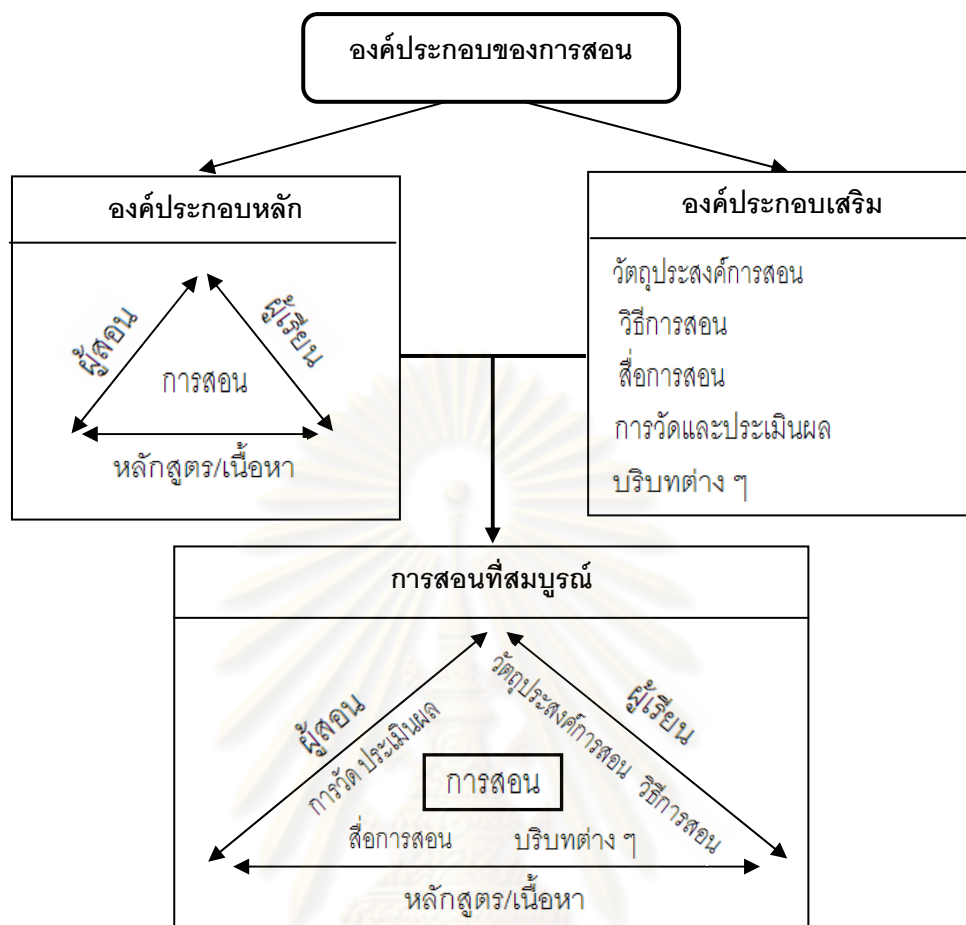 องค์ประกอบของการสอน
องค์ประกอบหลัก
ผู้สอน
ผู้เรียน
การสอน
หลักสูตร/เนื้อหา
องค์ประกอบเสริม
วัตถุประสงค์การสอน
วิธีการสอน
สื่อการสอน
การวัดและประเมินผล
บริบทต่าง ๆ
การสอนที่สมบูรณ์
ผู้สอน
การวัด ประเมินผล
วัตถุประสงค์การสอน วิธีการสอน
ผู้เรียน
การสอน
สื่อการสอน บริบทต่าง ๆ
หลักสูตร/เนื้อหา